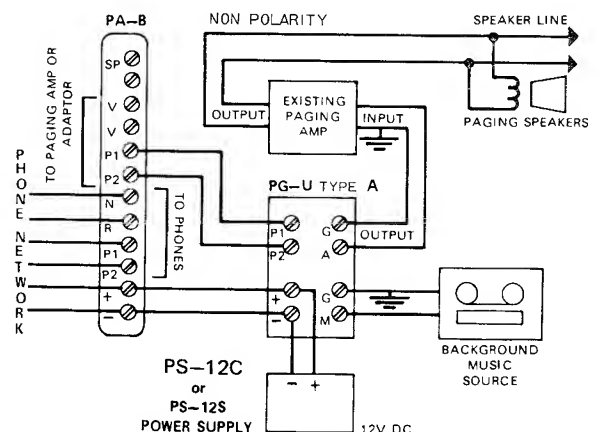 PA-B
NON POLARITY
SPEAKER LINE
SP
V
V
P1
P2
N
R
P1
P2
+
−
TO PAGING AMP OR
ADAPTOR
TO PHONES
PHONE NETWORK
OUTPUT
EXISTING
PAGING
AMP
INPUT
PAGING SPEAKERS
PG-U TYPE A
P1
P2
+
−
G
A
G
M
OUTPUT
BACKGROUND
MUSIC
SOURCE
PS-12C
or
PS-12S
POWER SUPPLY
− +
12V DC